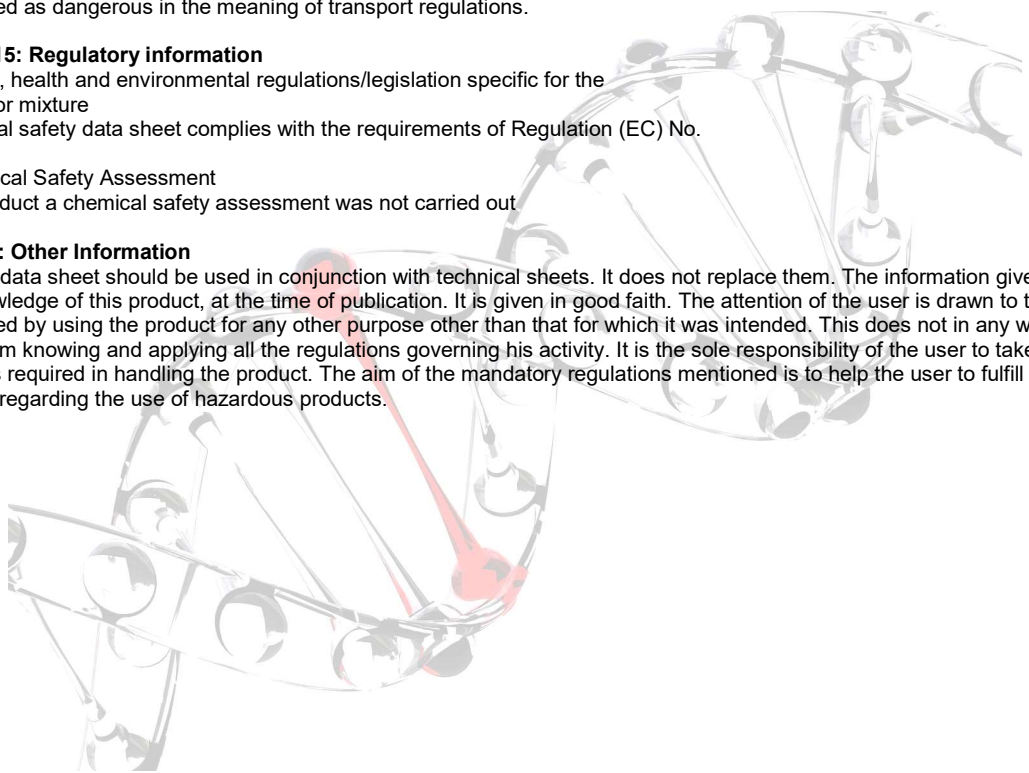 ed as dangerous in the meaning of transport regulations.
15: Regulatory information
, health and environmental regulations/legislation specific for the
or mixture
al safety data sheet complies with the requirements of Regulation (EC) No.
cal Safety Assessment
duct a chemical safety assessment was not carried out
: Other Information
data sheet should be used in conjunction with technical sheets. It does not replace them. The information give
wledge of this product, at the time of publication. It is given in good faith. The attention of the user is drawn to t
ed by using the product for any other purpose other than that for which it was intended. This does not in any w
m knowing and applying all the regulations governing his activity. It is the sole responsibility of the user to take
s required in handling the product. The aim of the mandatory regulations mentioned is to help the user to fulfill
regarding the use of hazardous products.